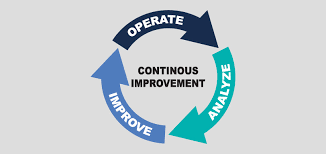 OPERATE
CONTINOUS
IMPROVEMENT
ANALYZE
IMPROVE